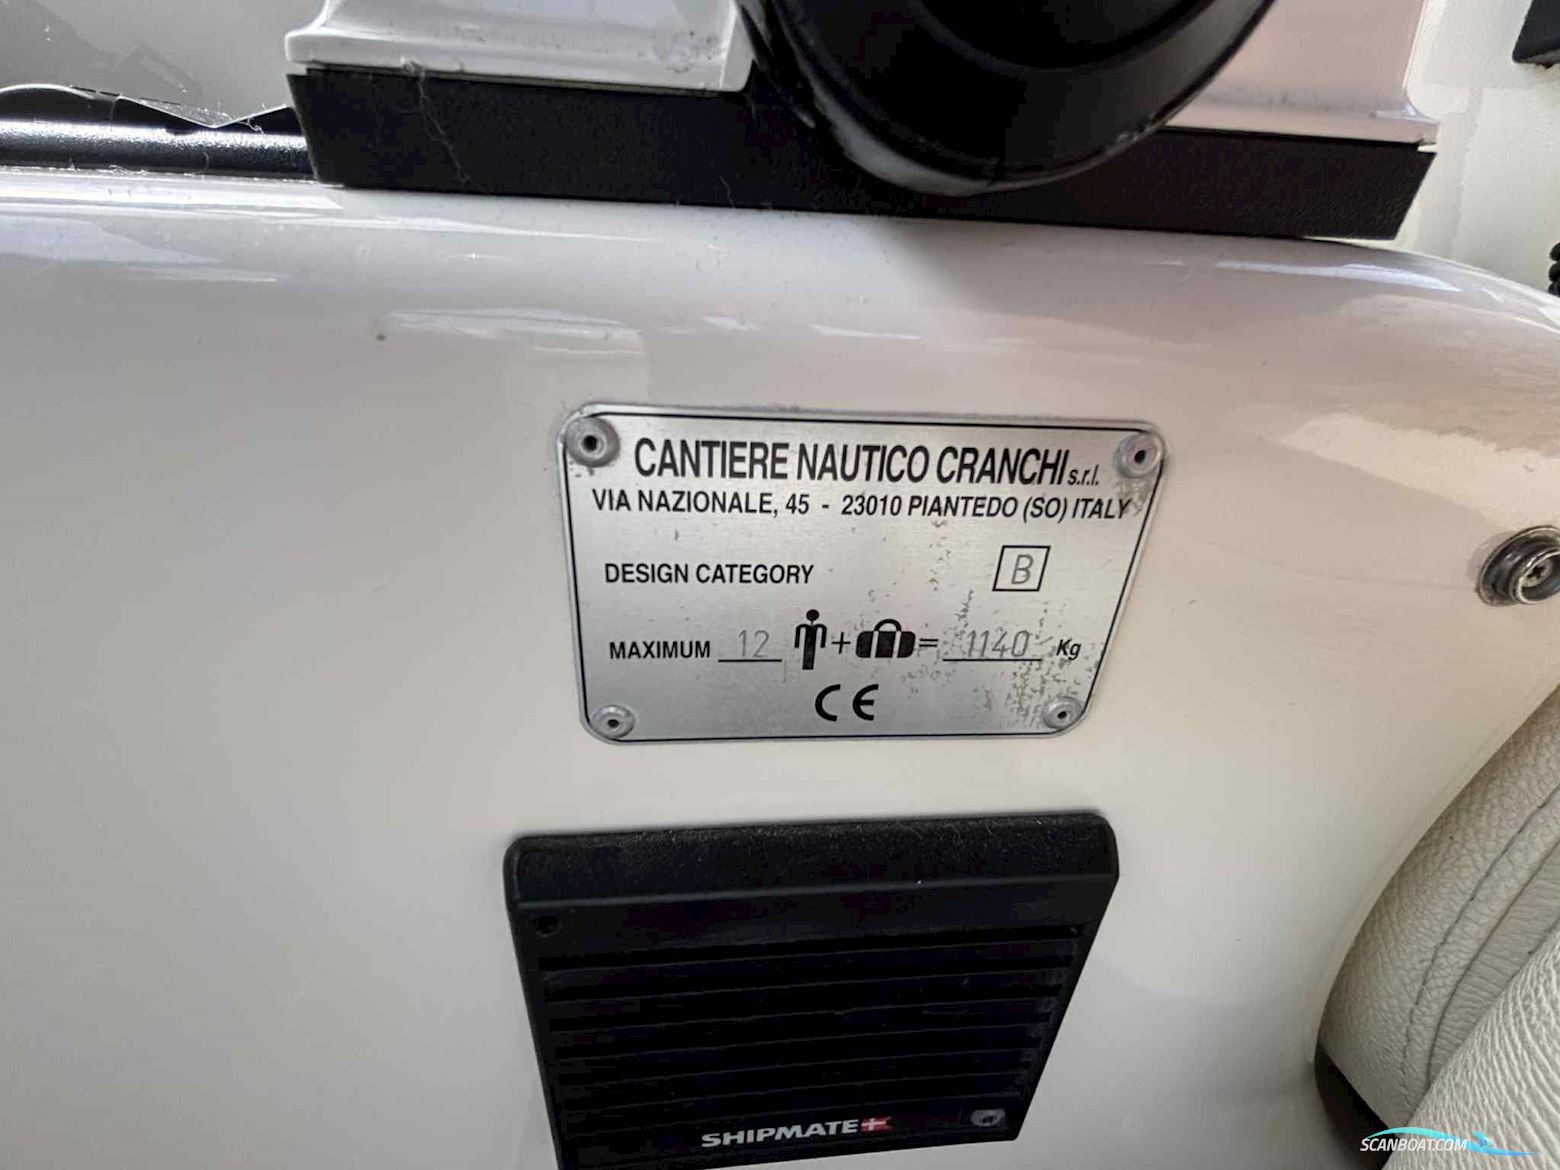 CANTIERE NAUTICO CRANCHI s.r.l.
VIA NAZIONALE, 45 - 23010 PIANTEDO (SO) ITALY
DESIGN CATEGORY B
MAXIMUM 12 + = 1140 Kg
CE
SHIPMATE
SCANBOAT.COM